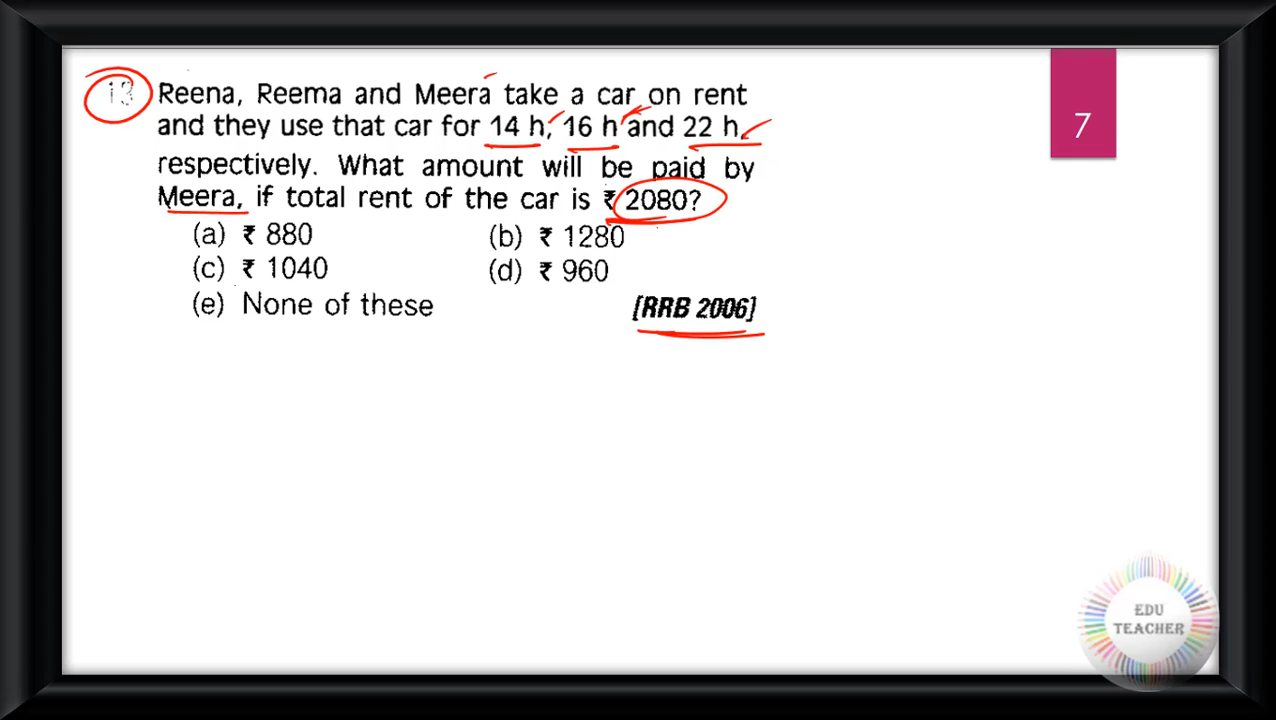 7
13 Reena, Reema and Meera take a car on rent
and they use that car for 14 h, 16 h and 22 h,
respectively. What amount will be paid by
Meera, if total rent of the car is ₹ 2080?
(a) ₹ 880 (b) ₹ 1280
(c) ₹ 1040 (d) ₹ 960
(e) None of these [RRB 2006]
EDU
TEACHER